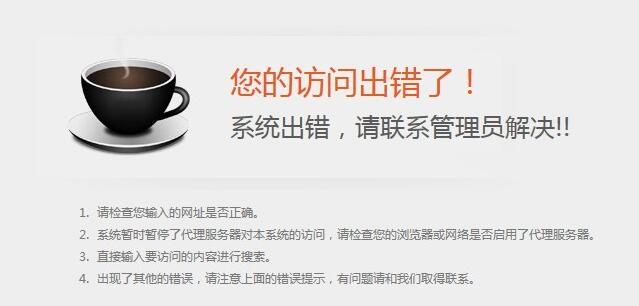 您的访问出错了！
系统出错，请联系管理员解决!!
1. 请检查您输入的网址是否正确。
2. 系统暂时暂停了代理服务器对本系统的访问，请检查您的浏览器或网络是否启用了代理服务器。
3. 直接输入要访问的内容进行搜索。
4. 出现了其他的错误，请注意上面的错误提示，有问题请和我们取得联系。